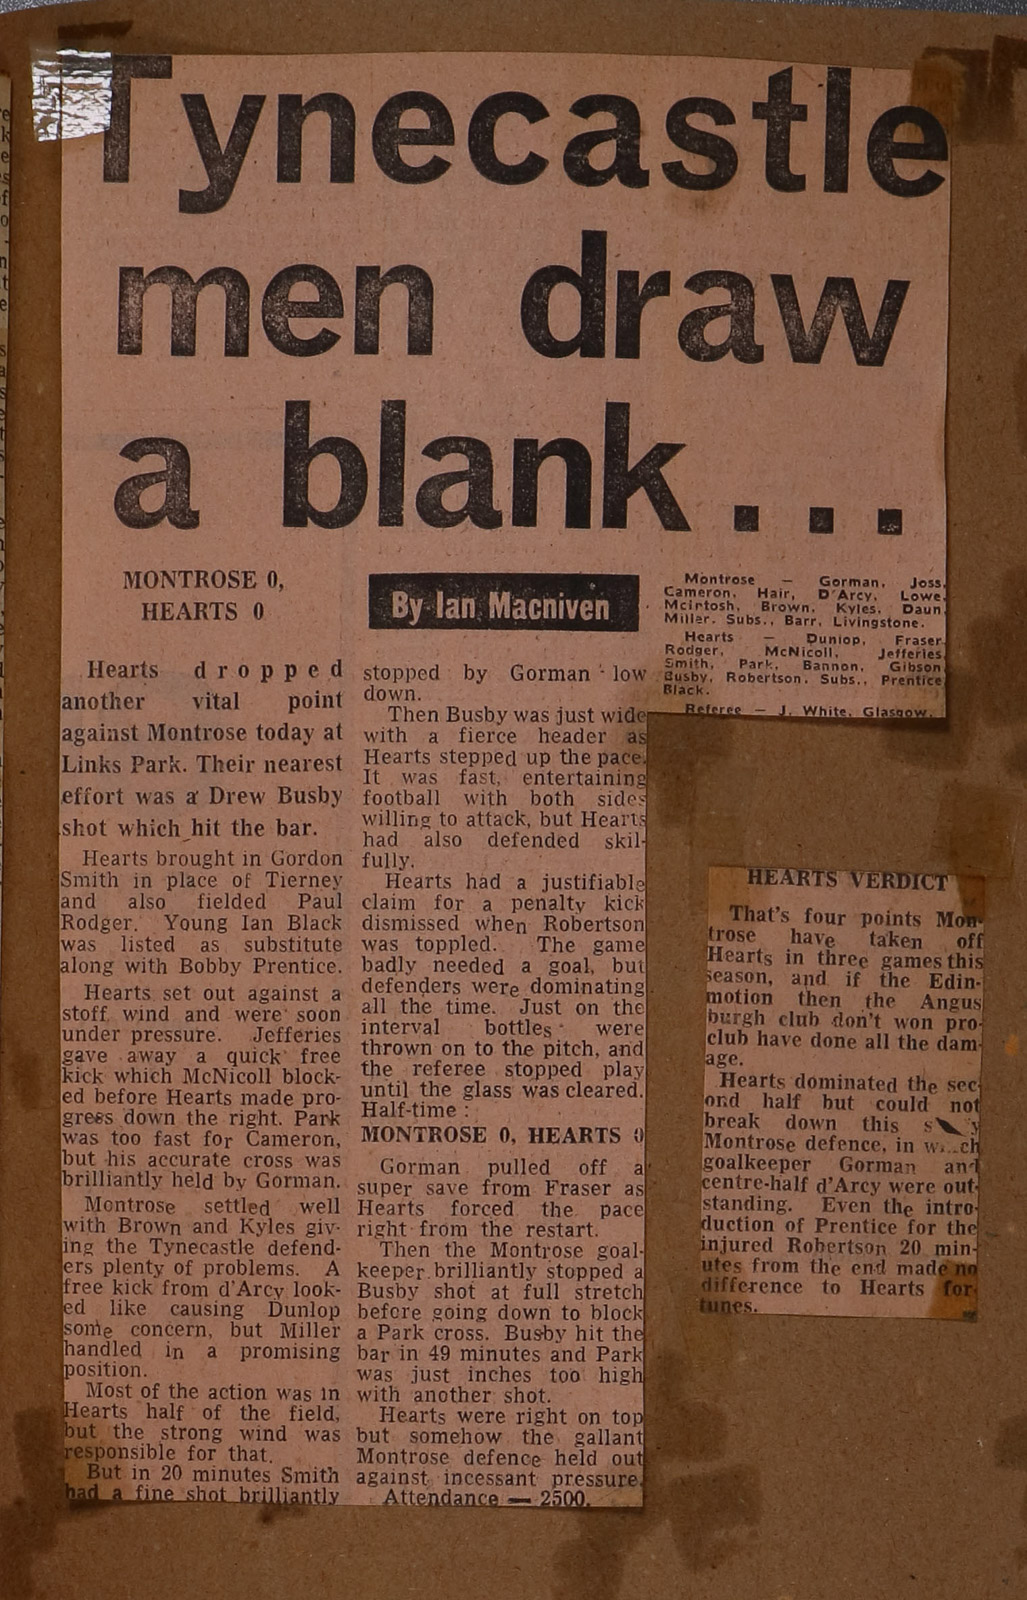 Tynecastle
men draw
a blank...
MONTROSE 0,
HEARTS 0
By Ian Macniven
Hearts dropped
another vital point
against Montrose today at
Links Park. Their nearest
effort was a Drew Busby
shot which hit the bar.
Hearts brought in Gordon
Smith in place of Tierney
and also fielded Paul
Rodger. Young Ian Black
was listed as substitute
along with Bobby Prentice.
Hearts set out against a
stoff wind and were soon
under pressure. Jefferies
gave away a quick free
kick which McNicoll block-
ed before Hearts made pro-
gress down the right. Park
was too fast for Cameron,
but his accurate cross was
brilliantly held by Gorman.
Montrose settled well
with Brown and Kyles giv-
ing the Tynecastle defend-
ers plenty of problems. A
free kick from d'Arcy look-
ed like causing Dunlop
some concern, but Miller
handled in a promising
position.
Most of the action was in
Hearts half of the field,
but the strong wind was
responsible for that.
But in 20 minutes Smith
had a fine shot brilliantly
stopped by Gorman low
down.
Then Busby was just wide
with a fierce header as
Hearts stepped up the pace.
It was fast, entertaining
football with both sides
willing to attack, but Hearts
had also defended skil-
fully.
Hearts had a justifiable
claim for a penalty kick
dismissed when Robertson
was toppled. The game
badly needed a goal, but
defenders were dominating
all the time. Just on the
interval bottles were
thrown on to the pitch, and
the referee stopped play
until the glass was cleared.
Half-time :
MONTROSE 0, HEARTS 0
Gorman pulled off a
super save from Fraser as
Hearts forced the pace
right from the restart.
Then the Montrose goal-
keeper brilliantly stopped a
Busby shot at full stretch
before going down to block
a Park cross. Busby hit the
bar in 49 minutes and Park
was just inches too high
with another shot.
Hearts were right on top
but somehow the gallant
Montrose defence held out
against incessant pressure.
Attendance — 2500.
Montrose — Gorman, Joss,
Cameron, Hair, D'Arcy, Lowe,
McIntosh, Brown, Kyles, Daun,
Miller. Subs., Barr, Livingstone.
Hearts — Dunlop, Fraser
Rodger, McNicoll, Jefferies,
Smith, Park, Bannon, Gibson
Busby, Robertson. Subs., Prentice
Black.
Referee — J. White, Glasgow.
HEARTS VERDICT
That's four points Mon-
trose have taken off
Hearts in three games this
season, and if the Edin-
motion then the Angus
burgh club don't won pro-
club have done all the dam-
age.
Hearts dominated the sec-
ond half but could not
break down this
Montrose defence, in
goalkeeper Gorman and
centre-half d'Arcy were out-
standing. Even the intro-
duction of Prentice for the
injured Robertson 20 min-
utes from the end made no
difference to Hearts for-
tunes.